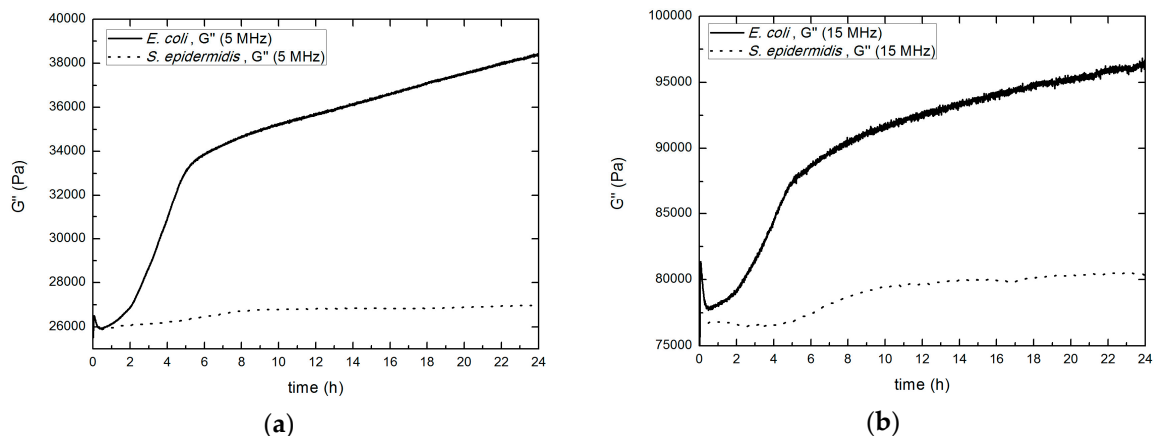 E. coli , G" (5 MHz)
S. epidermidis , G" (5 MHz)
40000
38000
36000
34000
32000
30000
28000
26000
G" (Pa)
0 2 4 6 8 10 12 14 16 18 20 22 24
time (h)
(a)
E. coli , G" (15 MHz)
S. epidermidis , G" (15 MHz)
100000
95000
90000
85000
80000
75000
G" (Pa)
0 2 4 6 8 10 12 14 16 18 20 22 24
time (h)
(b)